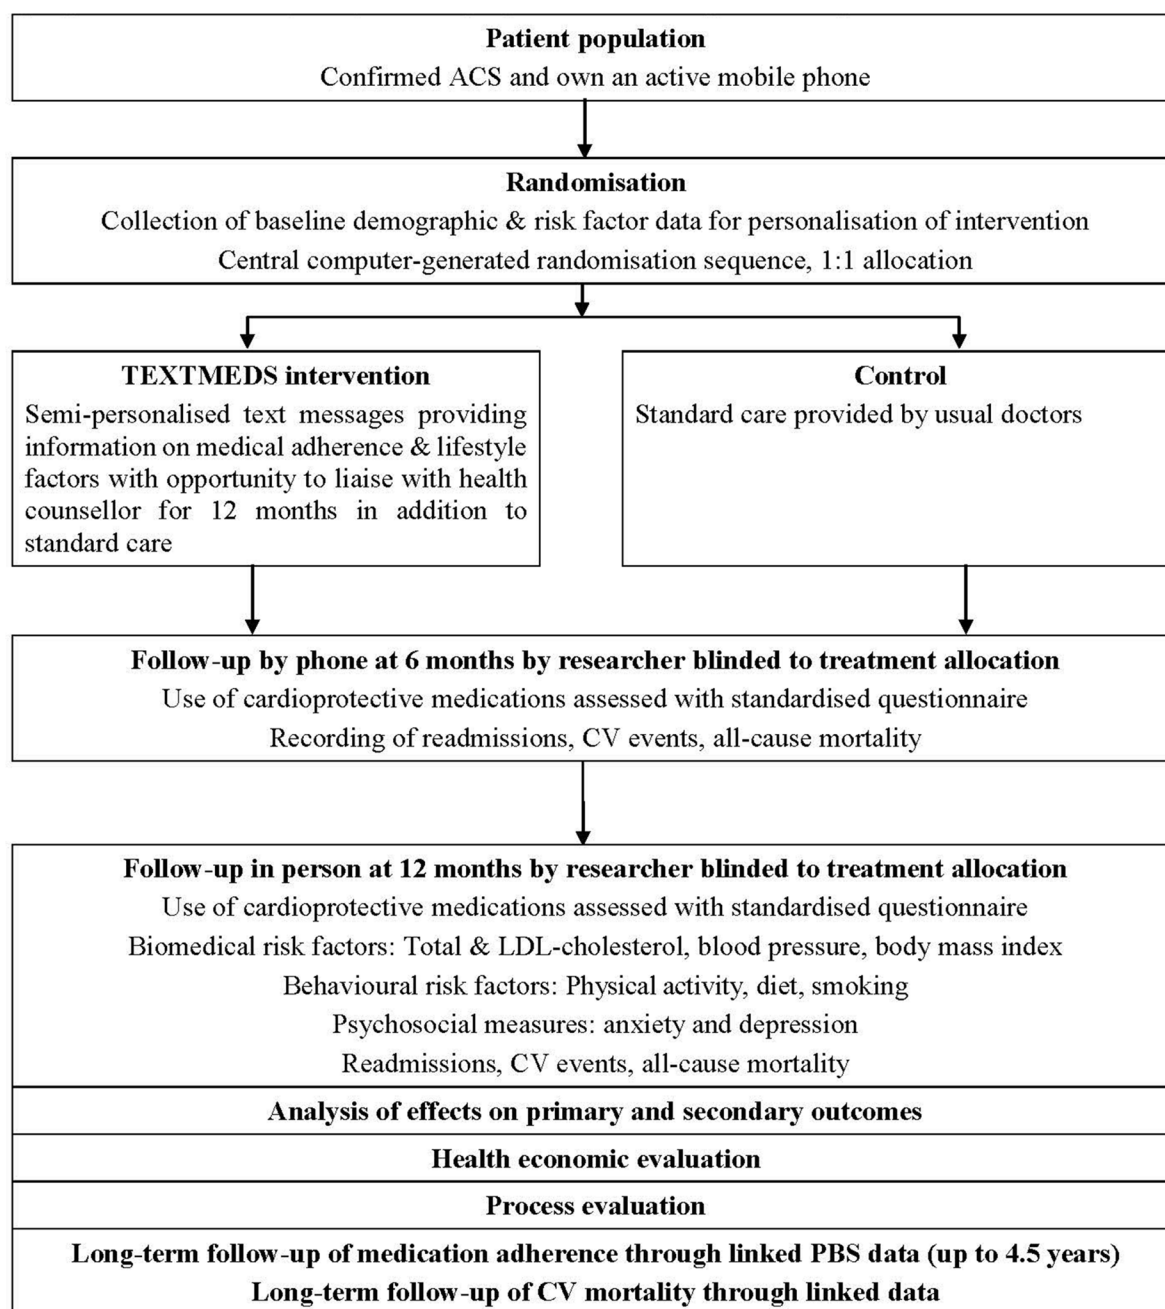 Patient population
Confirmed ACS and own an active mobile phone
Randomisation
Collection of baseline demographic & risk factor data for personalisation of intervention
Central computer-generated randomisation sequence, 1:1 allocation
TEXTMEDS intervention
Semi-personalised text messages providing
information on medical adherence & lifestyle
factors with opportunity to liaise with health
counsellor for 12 months in addition to
standard care
Control
Standard care provided by usual doctors
Follow-up by phone at 6 months by researcher blinded to treatment allocation
Use of cardioprotective medications assessed with standardised questionnaire
Recording of readmissions, CV events, all-cause mortality
Follow-up in person at 12 months by researcher blinded to treatment allocation
Use of cardioprotective medications assessed with standardised questionnaire
Biomedical risk factors: Total & LDL-cholesterol, blood pressure, body mass index
Behavioural risk factors: Physical activity, diet, smoking
Psychosocial measures: anxiety and depression
Readmissions, CV events, all-cause mortality
Analysis of effects on primary and secondary outcomes
Health economic evaluation
Process evaluation
Long-term follow-up of medication adherence through linked PBS data (up to 4.5 years)
Long-term follow-up of CV mortality through linked data